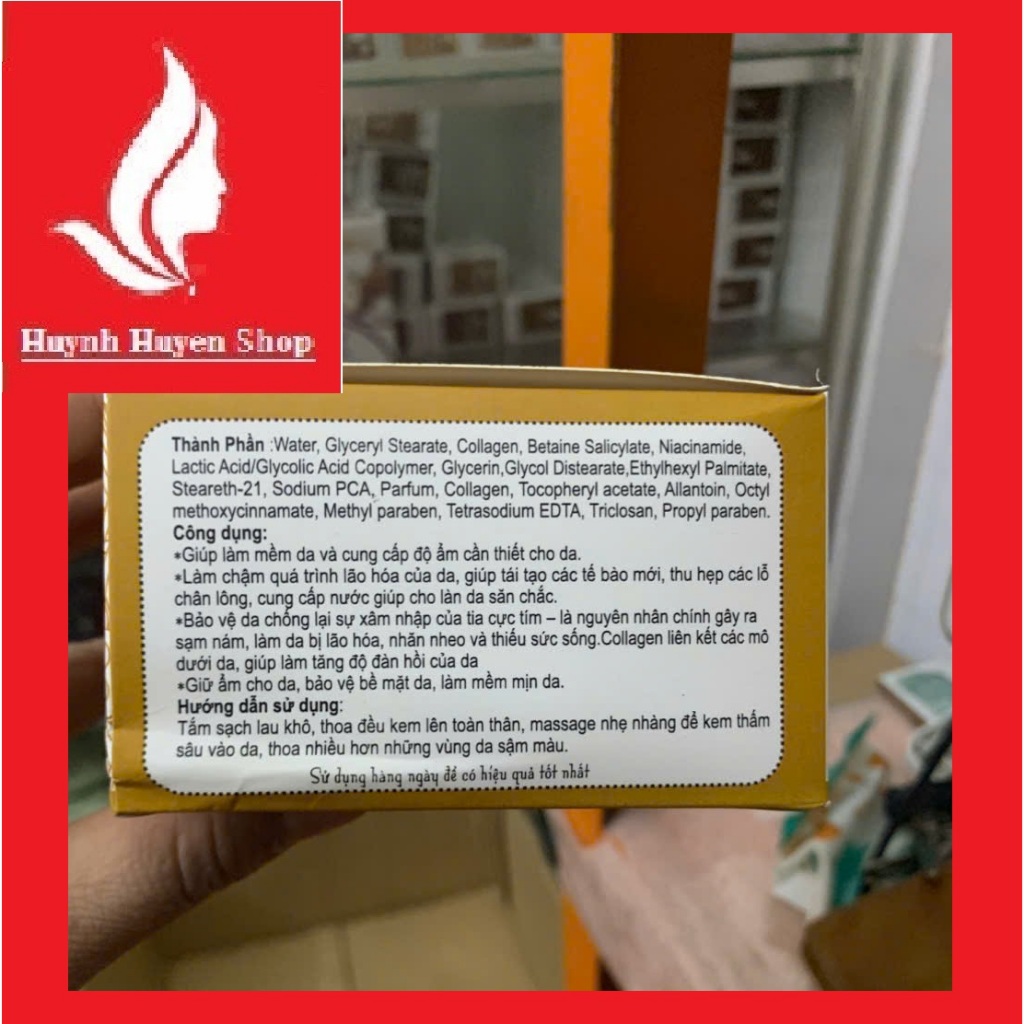 Huynh Huyen Shop
Thành Phần :Water, Glyceryl Stearate, Collagen, Betaine Salicylate, Niacinamide,
Lactic Acid/Glycolic Acid Copolymer, Glycerin,Glycol Distearate,Ethylhexyl Palmitate,
Steareth-21, Sodium PCA, Parfum, Collagen, Tocopheryl acetate, Allantoin, Octyl
methoxycinnamate, Methyl paraben, Tetrasodium EDTA, Triclosan, Propyl paraben.
Công dụng:
*Giúp làm mềm da và cung cấp độ ẩm cần thiết cho da.
*Làm chậm quá trình lão hóa của da, giúp tái tạo các tế bào mới, thu hẹp các lỗ
chân lông, cung cấp nước giúp cho làn da săn chắc.
*Bảo vệ da chống lại sự xâm nhập của tia cực tím – là nguyên nhân chính gây ra
sạm nám, làm da bị lão hóa, nhăn nheo và thiếu sức sống.Collagen liên kết các mô
dưới da, giúp làm tăng độ đàn hồi của da
*Giữ ẩm cho da, bảo vệ bề mặt da, làm mềm mịn da.
Hướng dẫn sử dụng:
Tắm sạch lau khô, thoa đều kem lên toàn thân, massage nhẹ nhàng để kem thấm
sâu vào da, thoa nhiều hơn những vùng da sậm màu.
Sử dụng hàng ngày để có hiệu quả tốt nhất